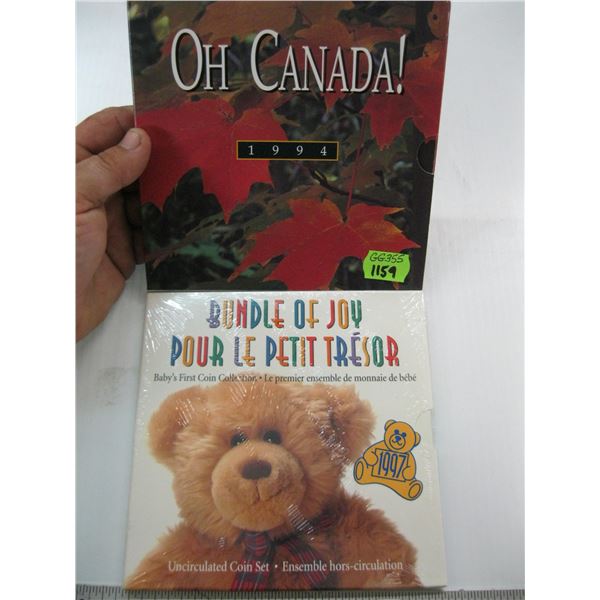 OH CANADA!
1994
GG355
1159
BUNDLE OF JOY
POUR LE PETIT TRÉSOR
Baby's First Coin Collection • Le premier ensemble de monnaie de bébé
1997
Uncirculated Coin Set • Ensemble hors-circulation